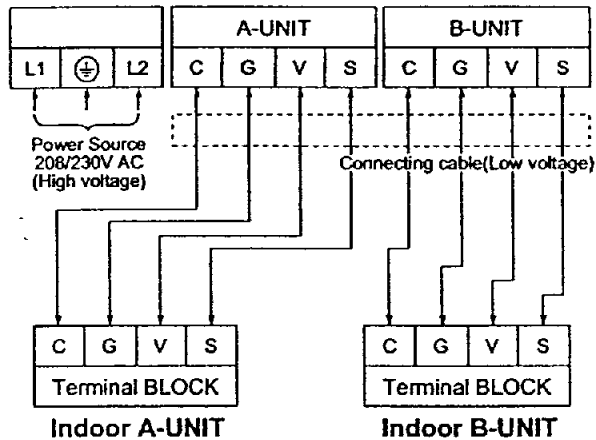 A-UNIT B-UNIT
L1 L2 C G V S C G V S
Power Source
208/230V AC
(High voltage)
Connecting cable(Low voltage)
C G V S C G V S
Terminal BLOCK Terminal BLOCK
Indoor A-UNIT Indoor B-UNIT